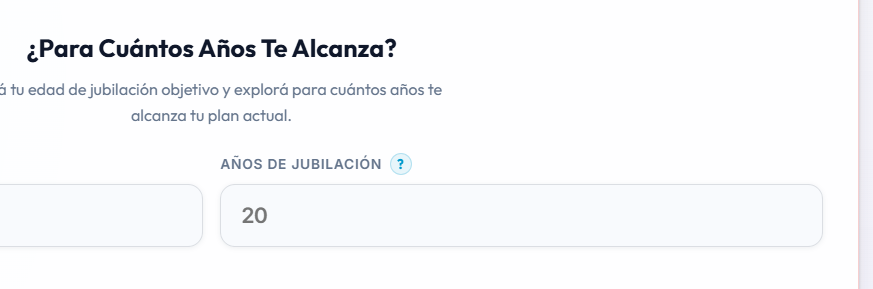 ¿Para Cuántos Años Te Alcanza?
á tu edad de jubilación objetivo y explorá para cuántos años te
alcanza tu plan actual.
AÑOS DE JUBILACIÓN ?
20